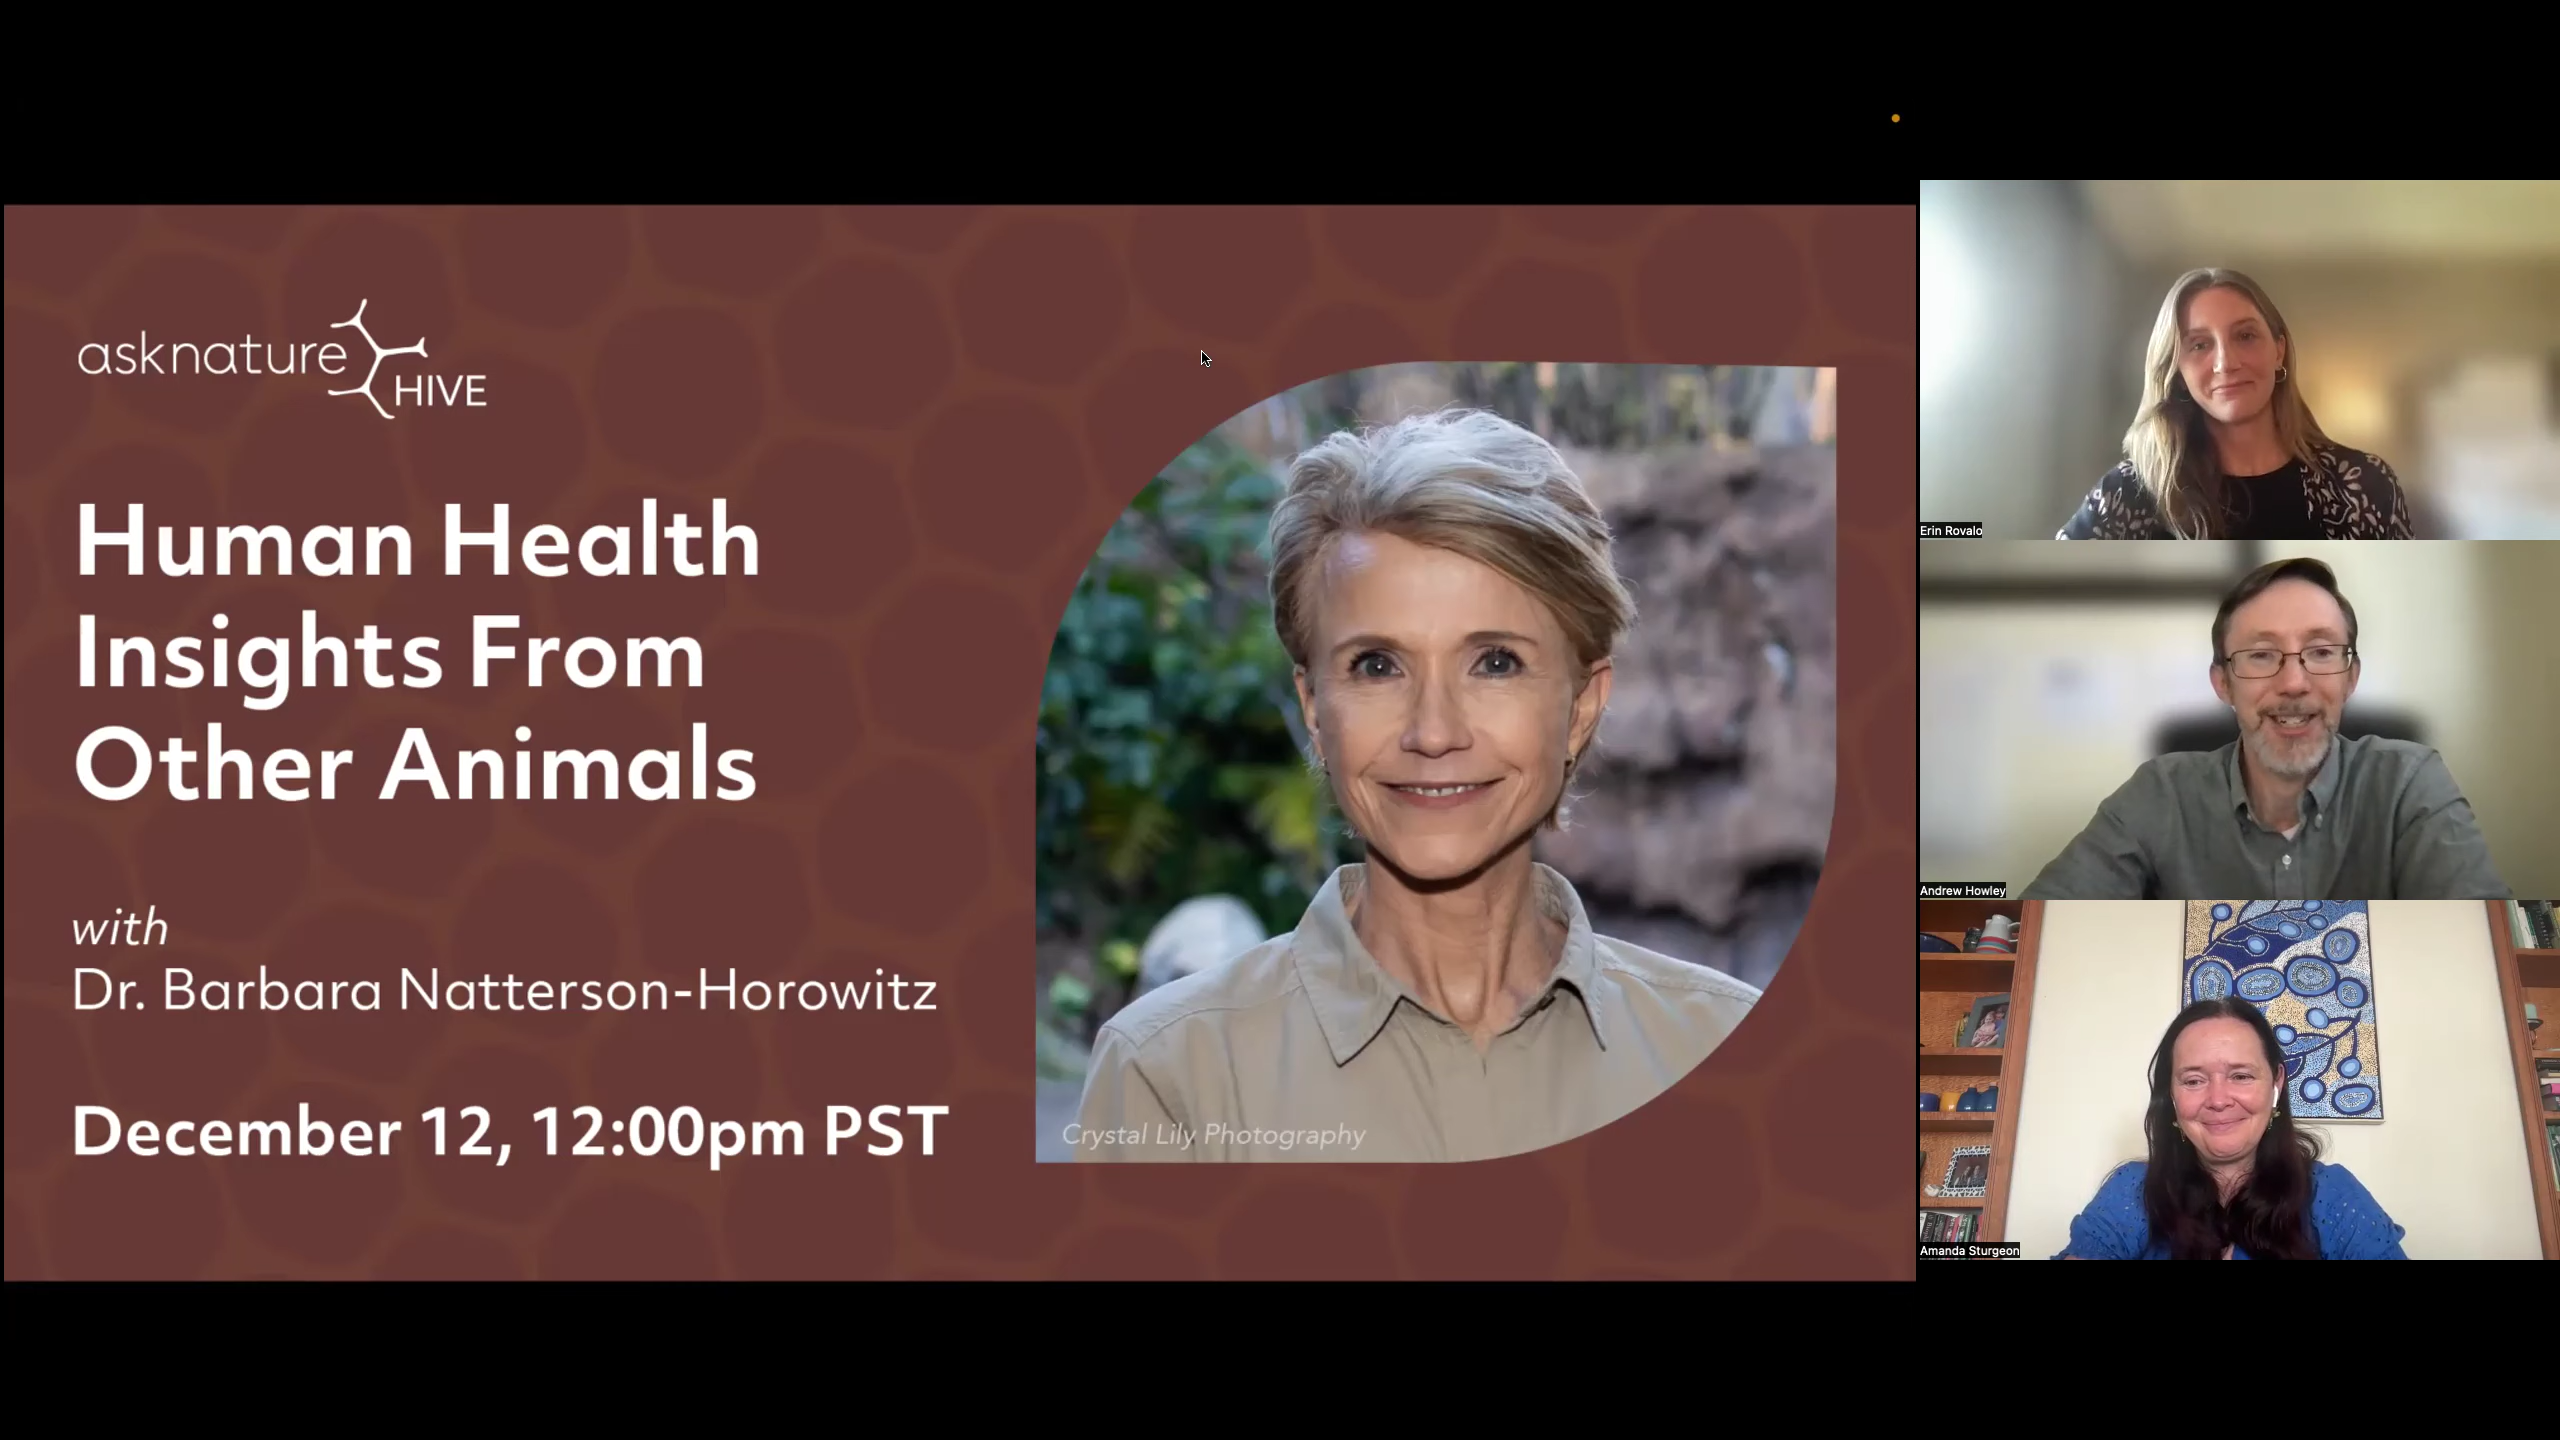 asknature
HIVE
Human Health
Insights From
Other Animals
with
Dr. Barbara Natterson-Horowitz
December 12, 12:00pm PST
Crystal Lily Photography
Erin Rovalo
Andrew Howley
Amanda Sturgeon